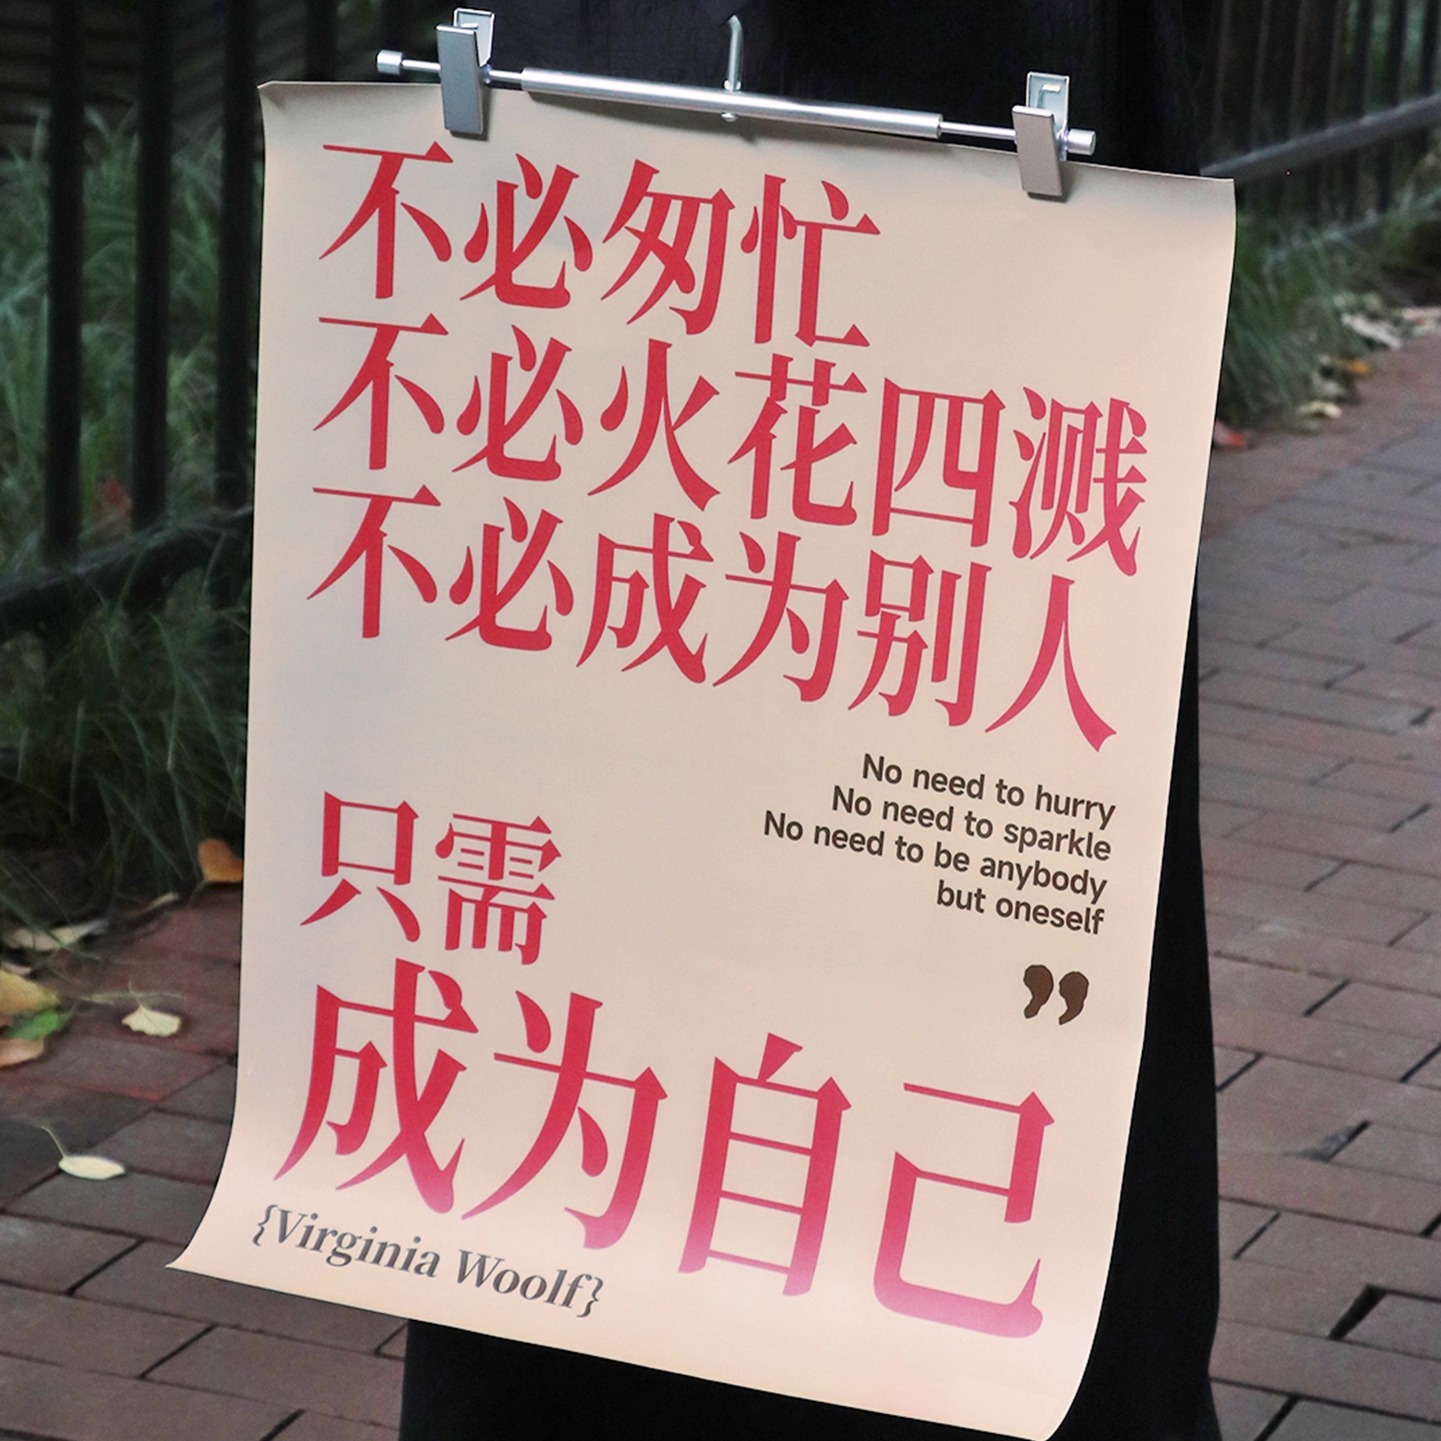 不必匆忙
不必火花四溅
不必成为别人
No need to hurry
No need to sparkle
No need to be anybody
but oneself
”
只需
成为自己
{Virginia Woolf}